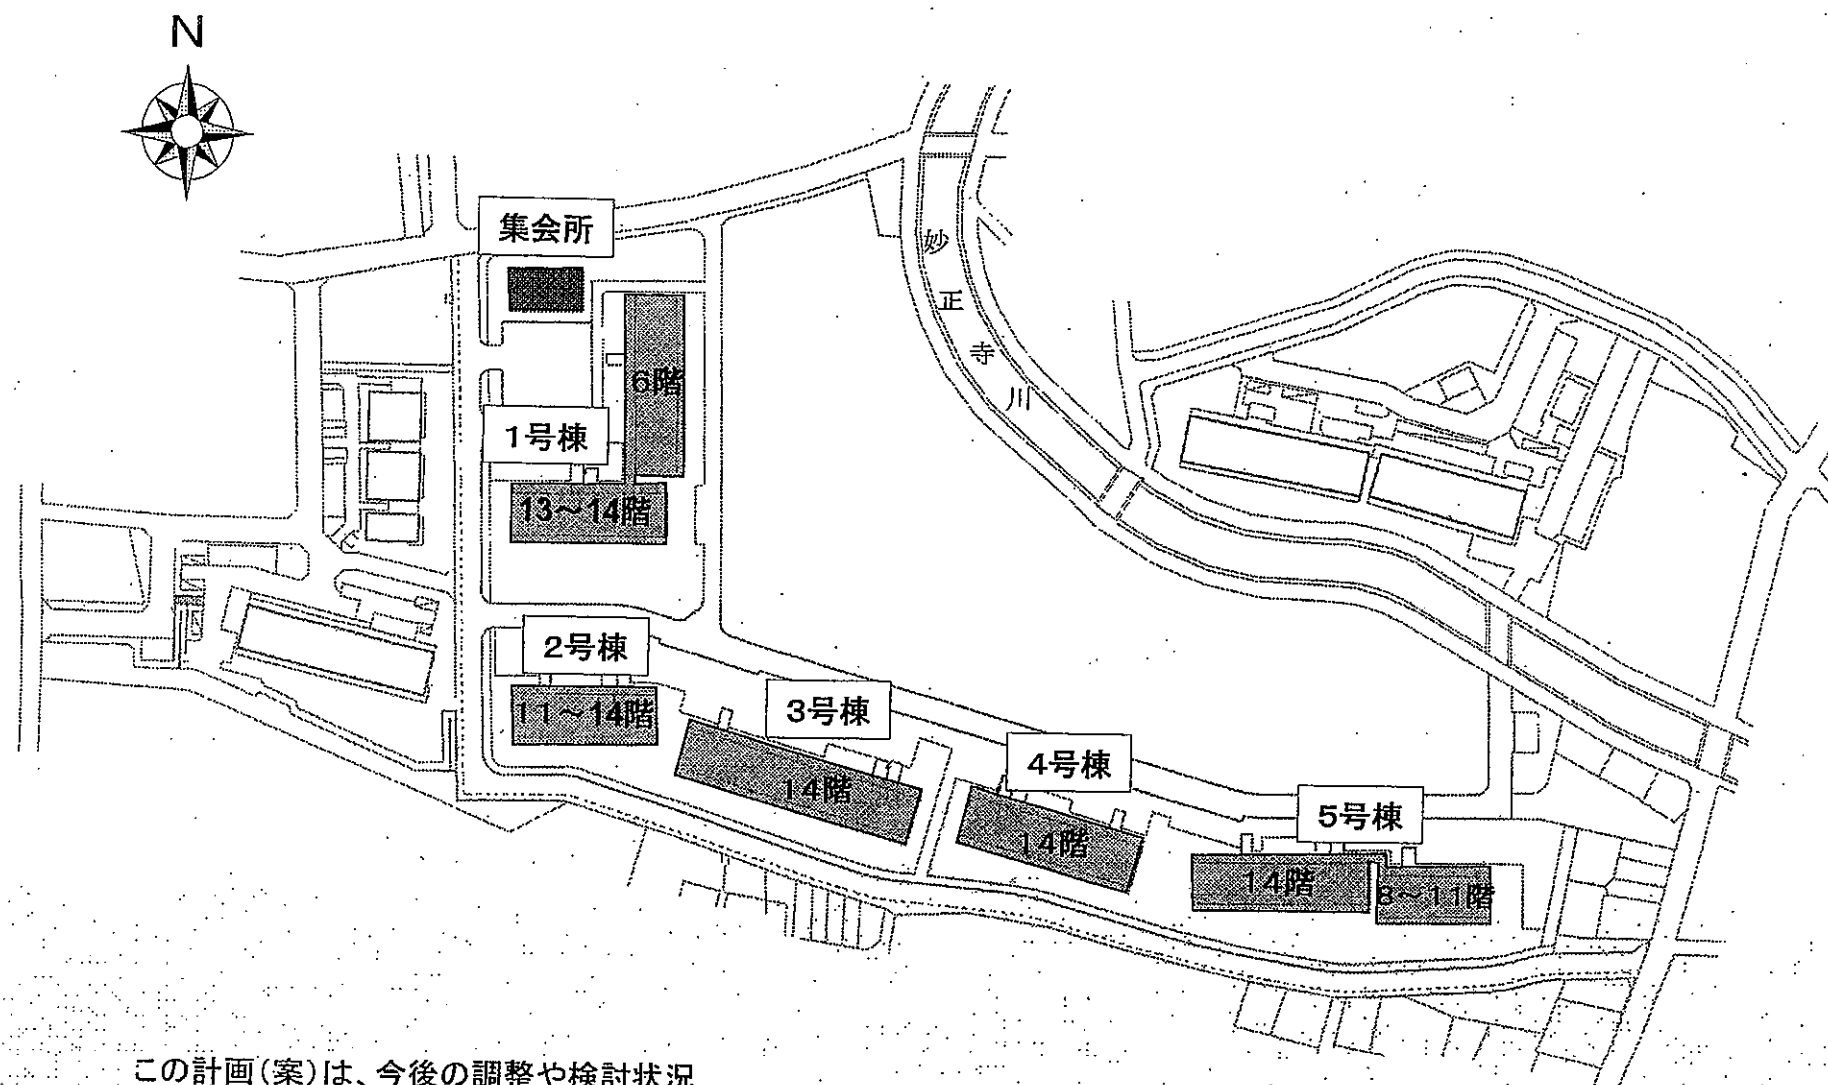 N
集会所
妙
正
寺
川
6階
1号棟
13～14階
2号棟
11～14階
3号棟
14階
4号棟
14階
5号棟
14階
8～11階
この計画(案)は、今後の調整や検討状況